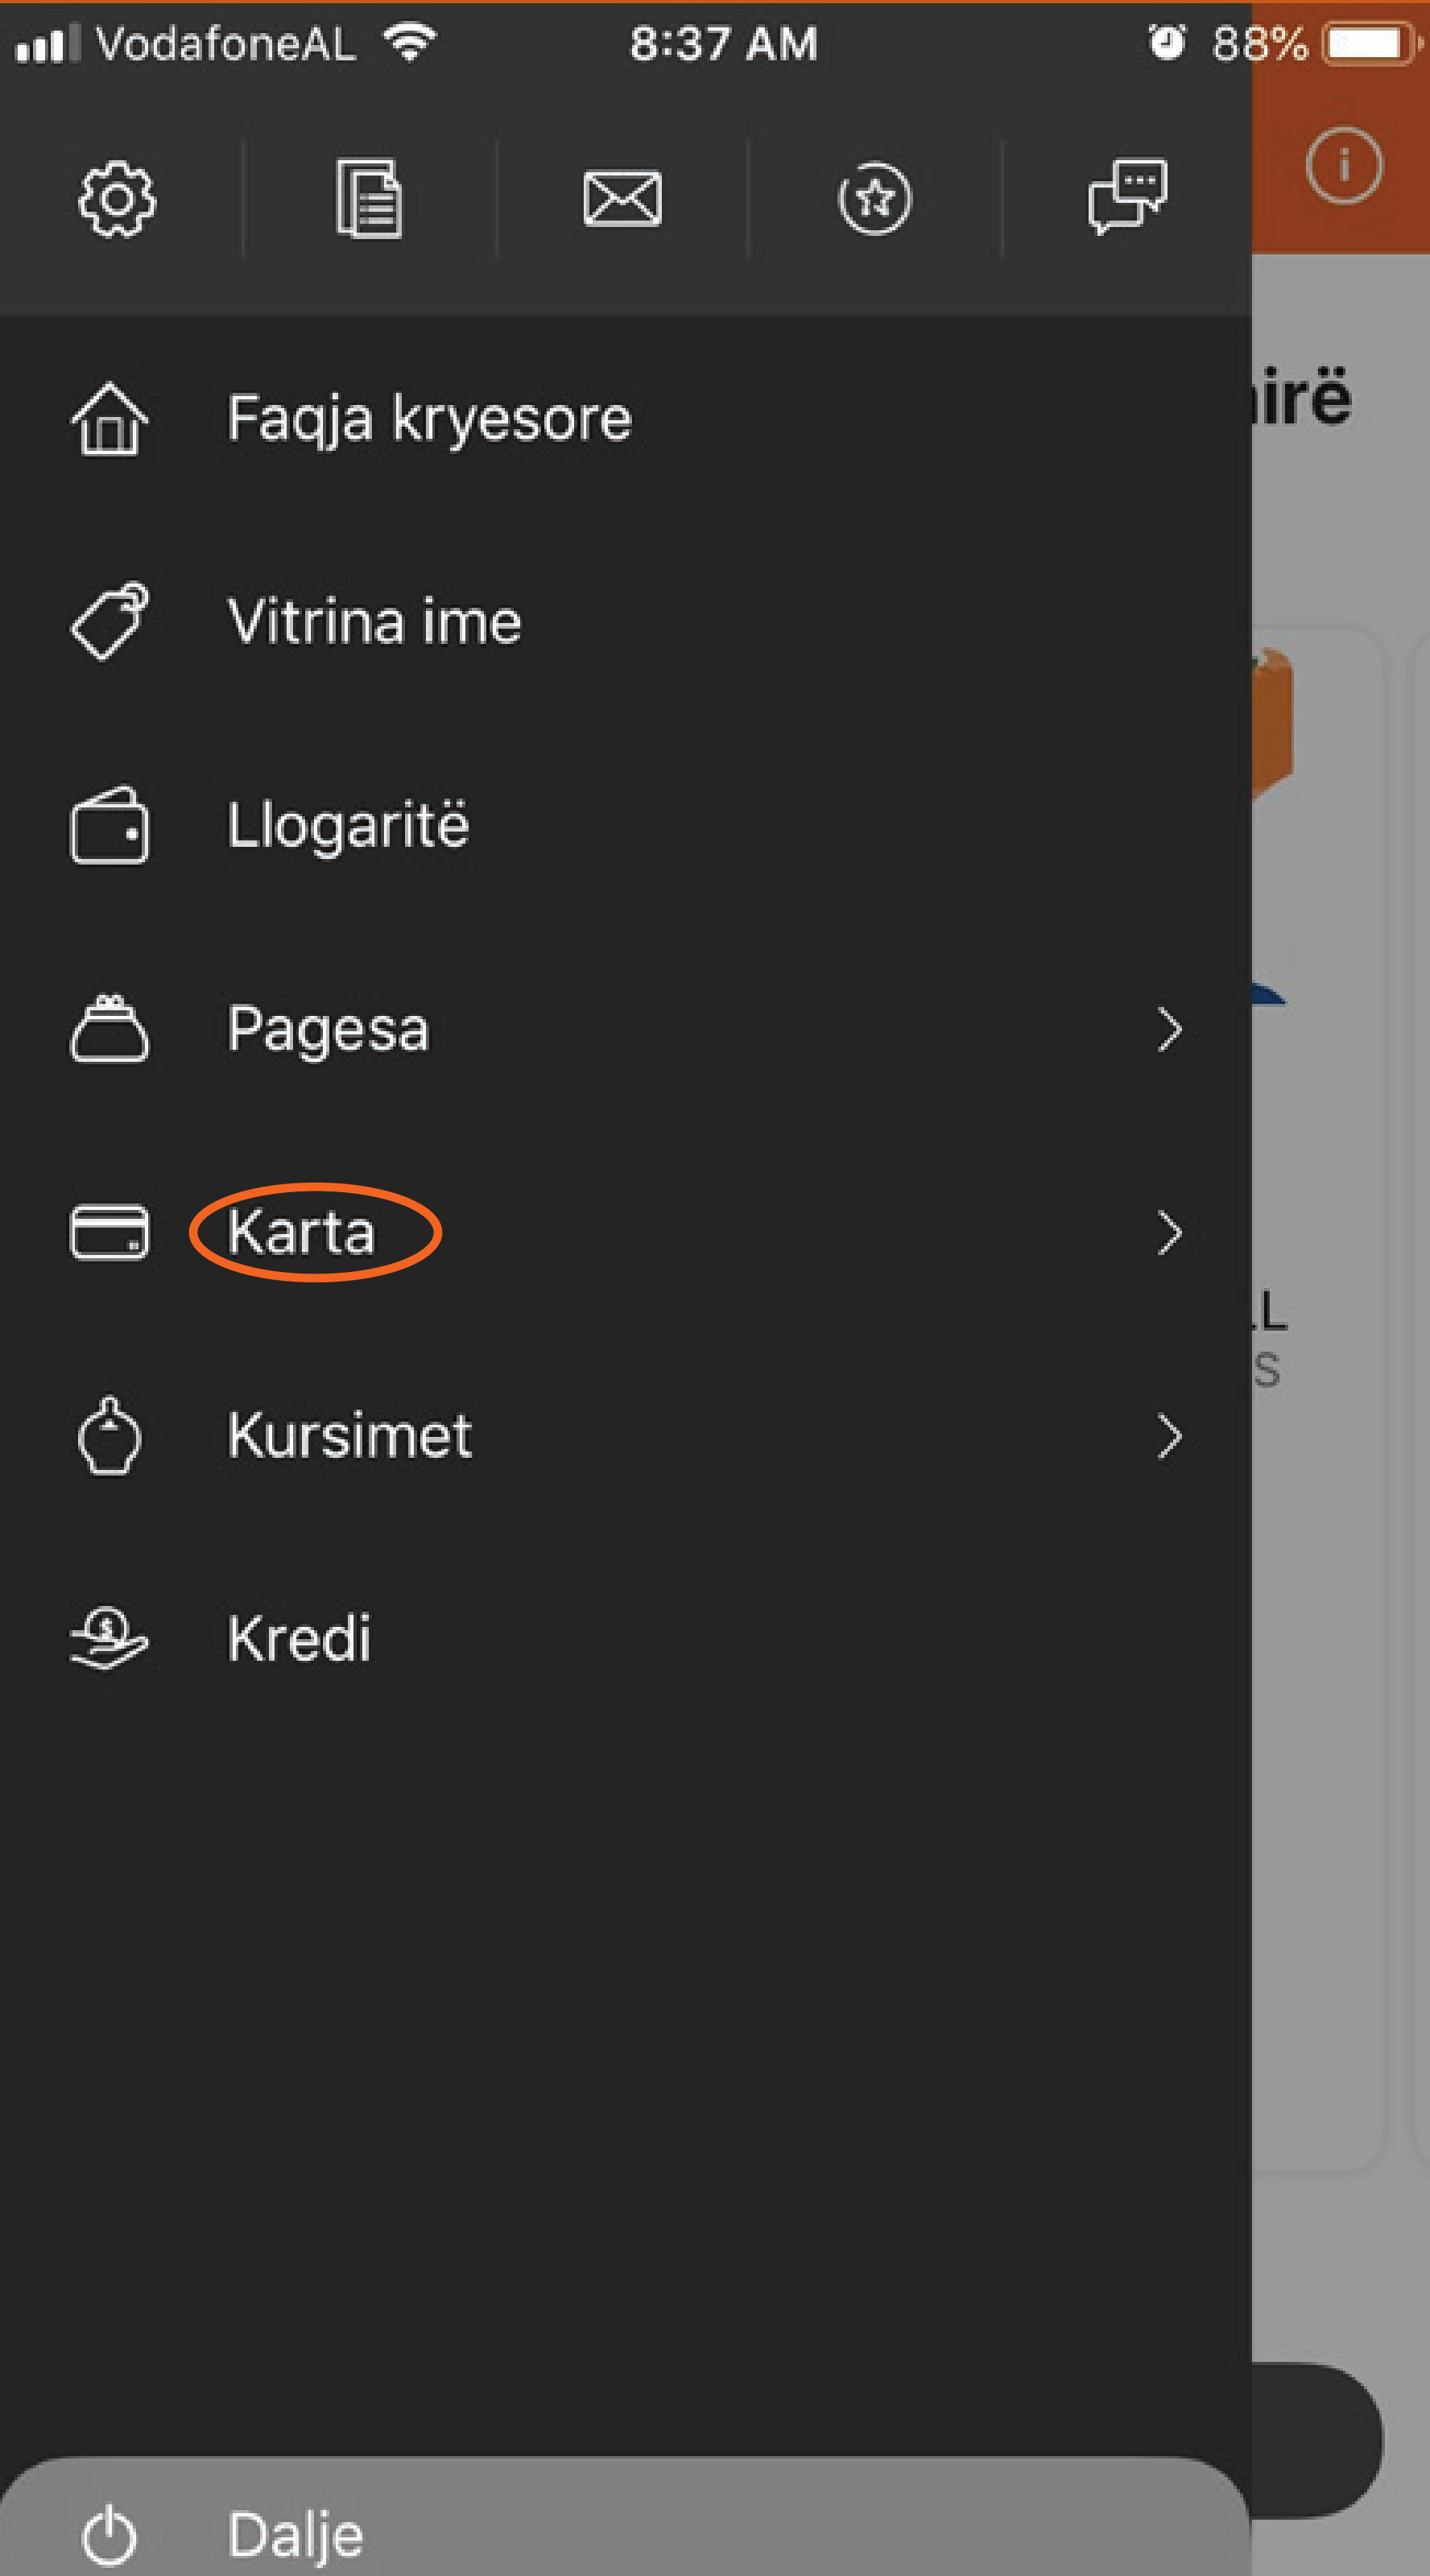 VodafoneAL 8:37 AM 88%
Faqja kryesore
Vitrina ime
Llogaritë
Pagesa
Karta
Kursimet
Kredi
Dalje